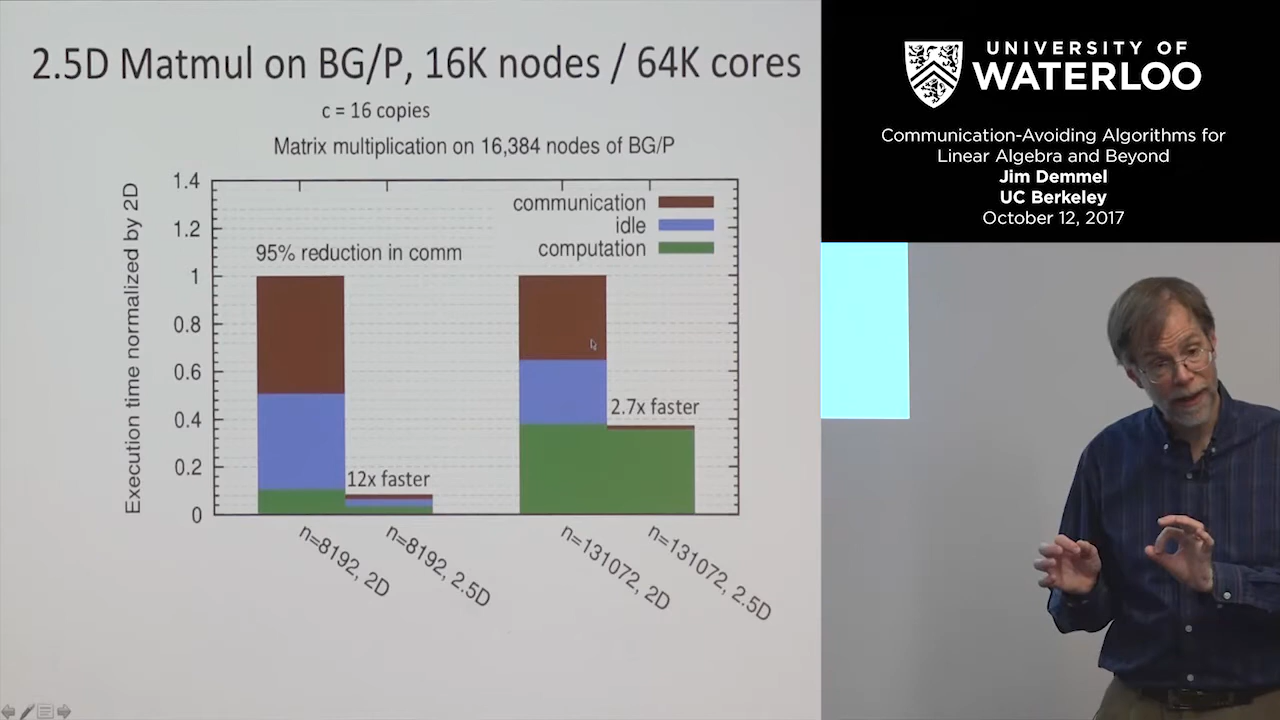 2.5D Matmul on BG/P, 16K nodes / 64K cores
c = 16 copies
Matrix multiplication on 16,384 nodes of BG/P
Execution time normalized by 2D
1.4
1.2
1
0.8
0.6
0.4
0.2
0
communication
idle
computation
95% reduction in comm
12x faster
2.7x faster
n=8192, 2D
n=8192, 2.5D
n=131072, 2D
n=131072, 2.5D
UNIVERSITY OF
WATERLOO
Communication-Avoiding Algorithms for
Linear Algebra and Beyond
Jim Demmel
UC Berkeley
October 12, 2017